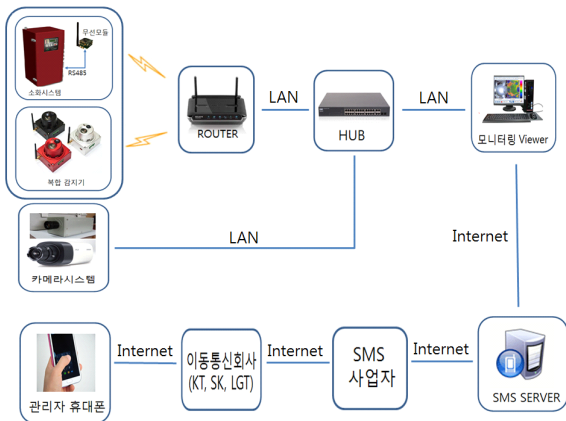 무선모듈
RS485
소화시스템
복합 감지기
ROUTER
LAN
HUB
LAN
모니터링 Viewer
LAN
카메라시스템
Internet
관리자 휴대폰
Internet
이동통신회사
(KT, SK, LGT)
Internet
SMS
사업자
Internet
SMS SERVER